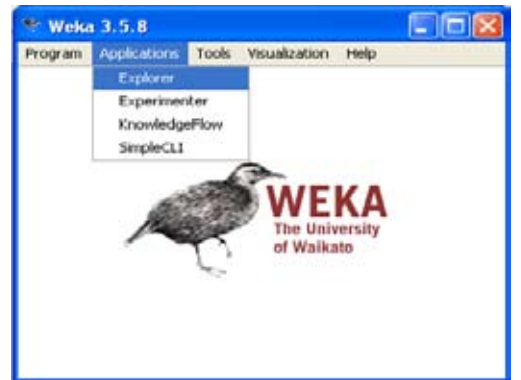 Weka 3.5.8
Program Applications Tools Visualization Help
Explorer
Experimenter
KnowledgeFlow
SimpleCLI
WEKA
The University
of Waikato